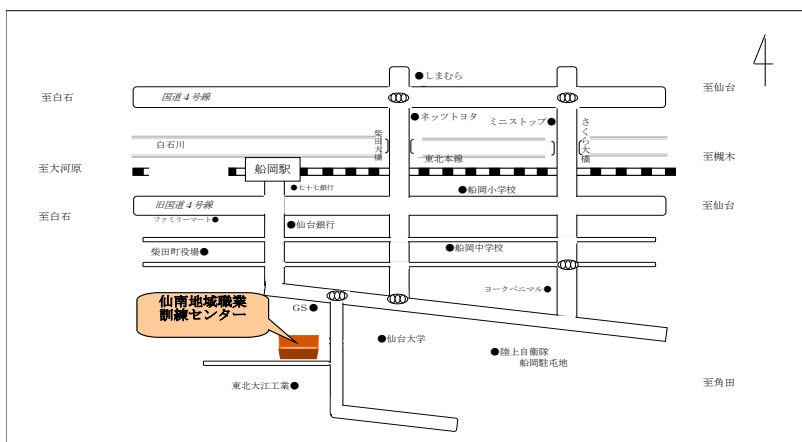 しまむら
至仙台
至白石
国道４号線
ネッツトヨタ
ミニストップ
さくら大橋
柴田大橋
白石川
東北本線
至槻木
至大河原
船岡駅
七十七銀行
船岡小学校
旧国道４号線
至仙台
至白石
ファミリーマート
仙台銀行
柴田町役場
船岡中学校
ヨークベニマル
仙南地域職業
訓練センター
GS
仙台大学
陸上自衛隊
船岡駐屯地
東北大江工業
至角田